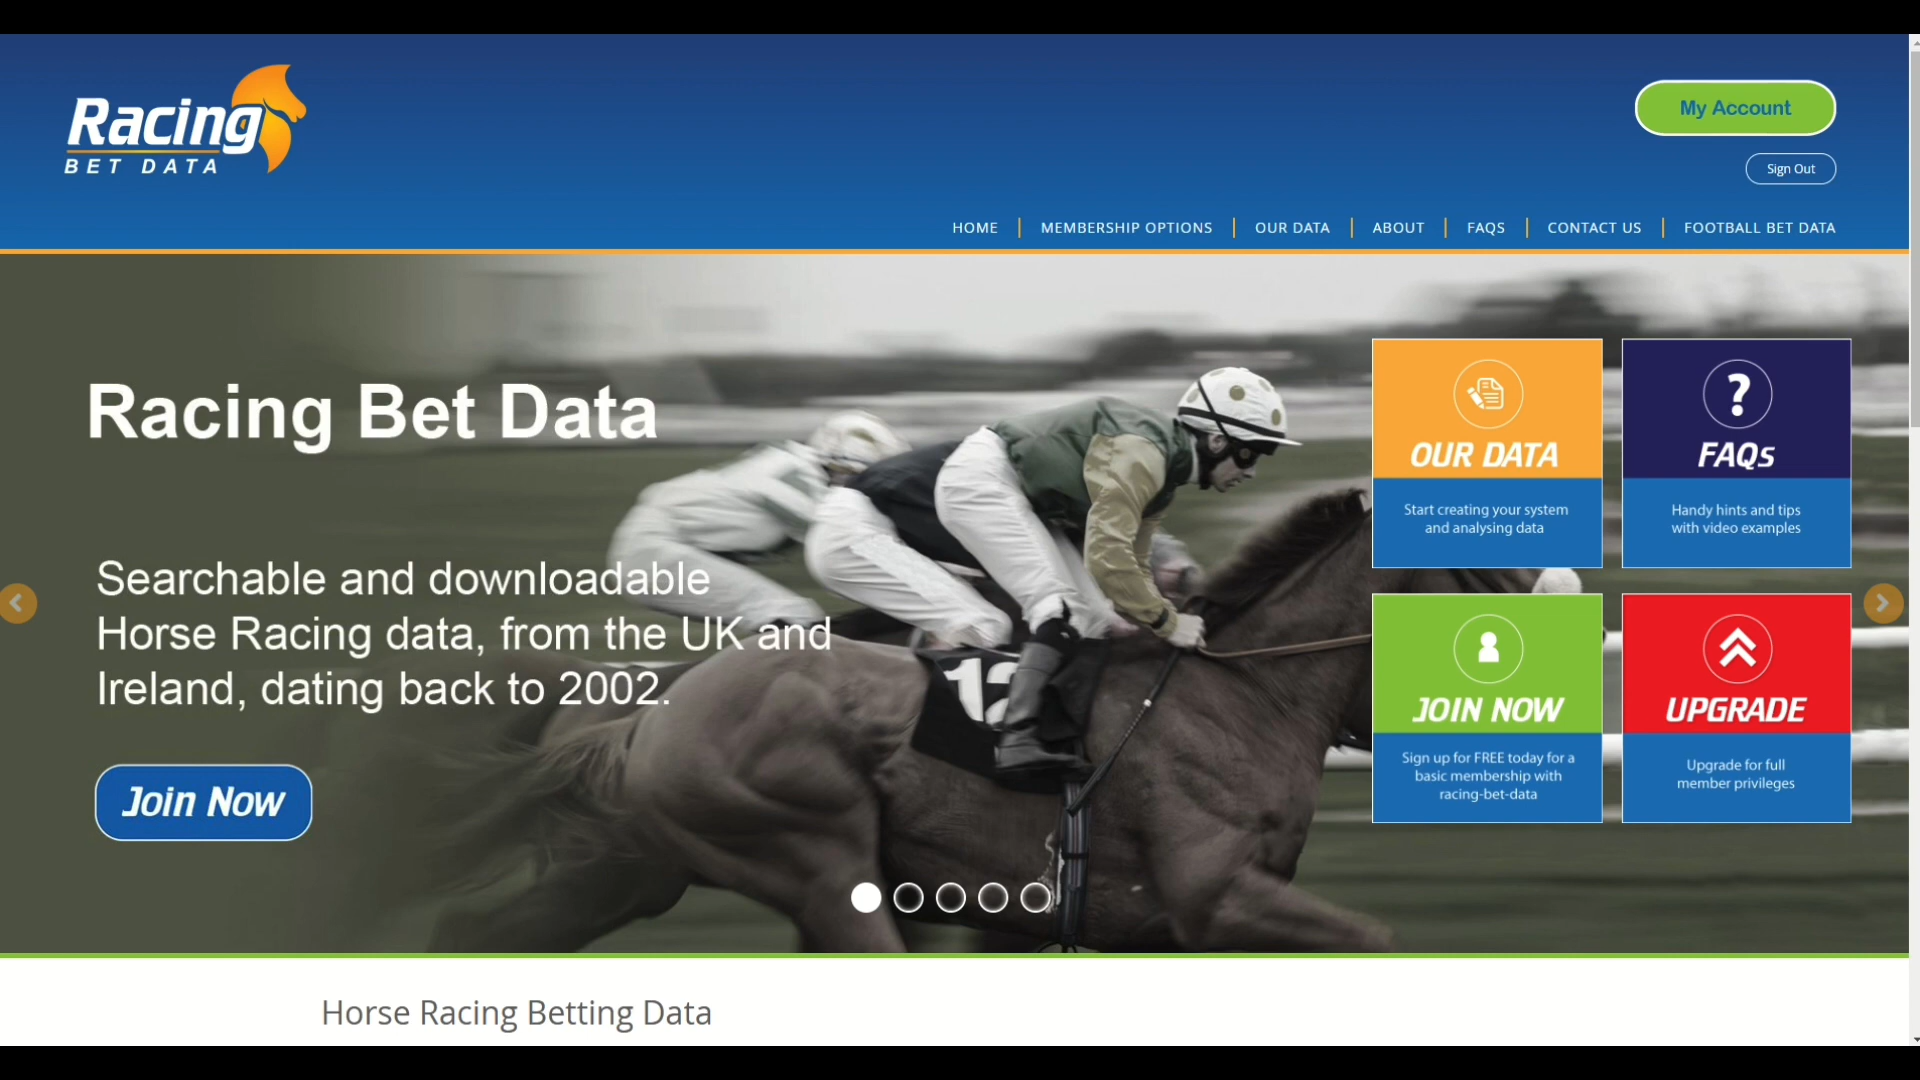 Racing
BET DATA
My Account
Sign Out
HOME
MEMBERSHIP OPTIONS
OUR DATA
ABOUT
FAQS
CONTACT US
FOOTBALL BET DATA
Racing Bet Data
Searchable and downloadable
Horse Racing data, from the UK and
Ireland, dating back to 2002.
Join Now
12
OUR DATA
Start creating your system
and analysing data
?
FAQs
Handy hints and tips
with video examples
JOIN NOW
Sign up for FREE today for a
basic membership with
racing-bet-data
UPGRADE
Upgrade for full
member privileges
Horse Racing Betting Data